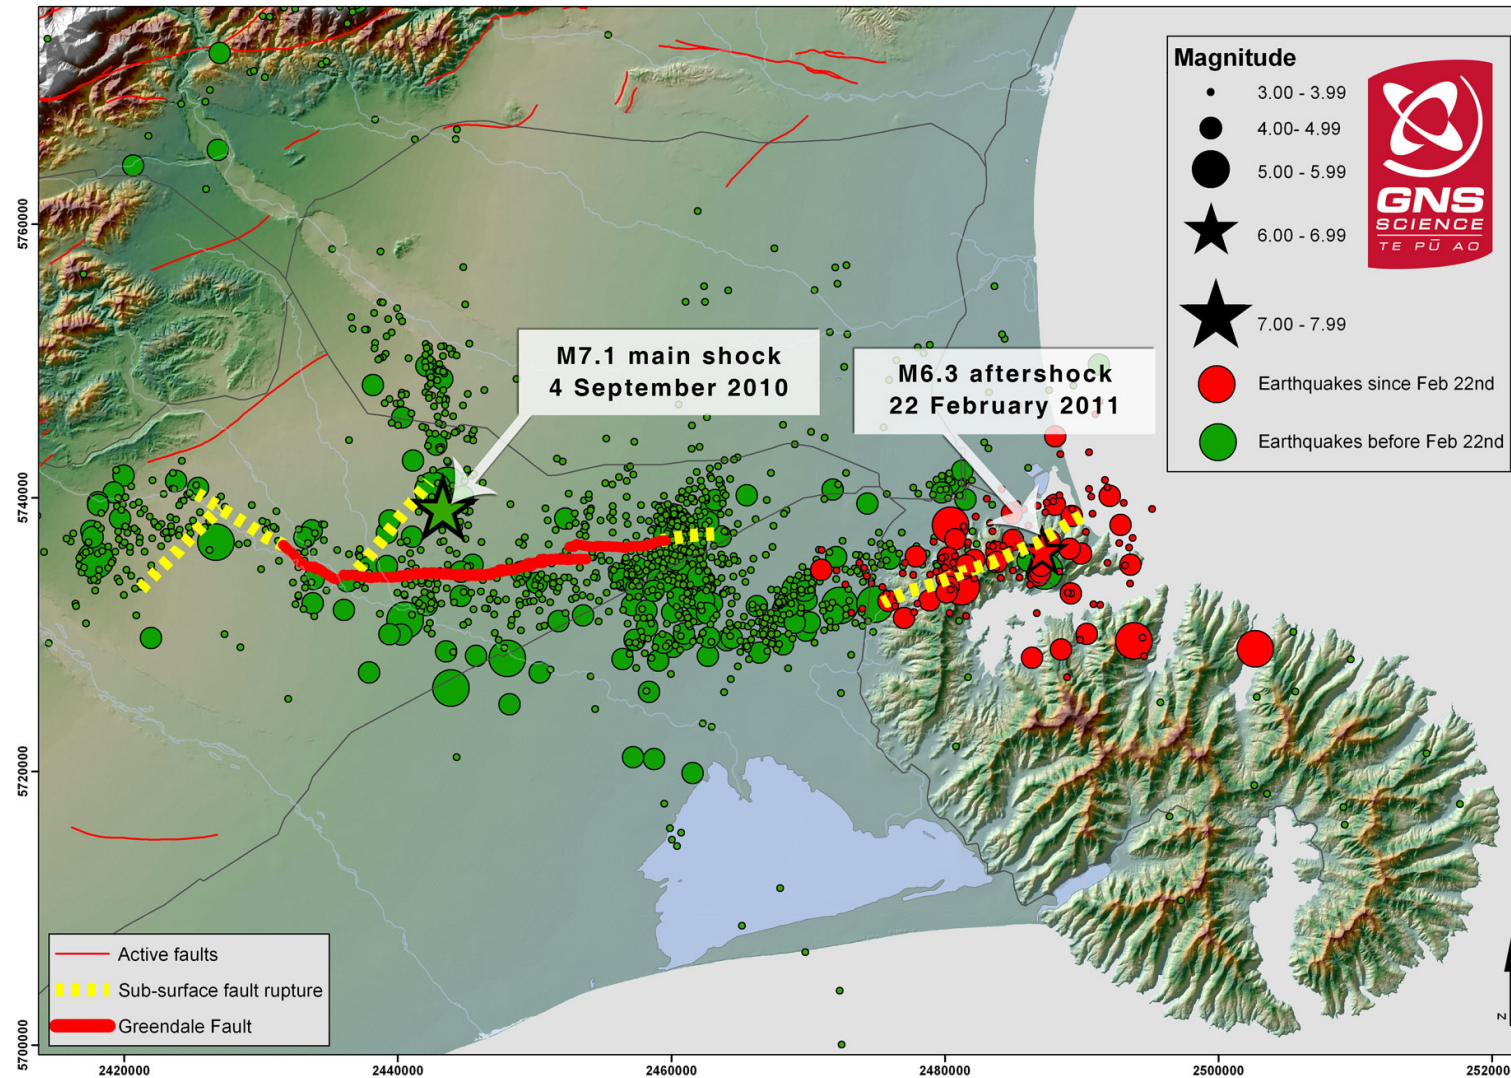 Magnitude
3.00 - 3.99
4.00- 4.99
5.00 - 5.99
6.00 - 6.99
7.00 - 7.99
Earthquakes since Feb 22nd
Earthquakes before Feb 22nd
GNS
SCIENCE
TE PŪ AO
M7.1 main shock
4 September 2010
M6.3 aftershock
22 February 2011
5760000
5740000
5720000
5700000
Active faults
Sub-surface fault rupture
Greendale Fault
N
2420000
2440000
2460000
2480000
2500000
252000